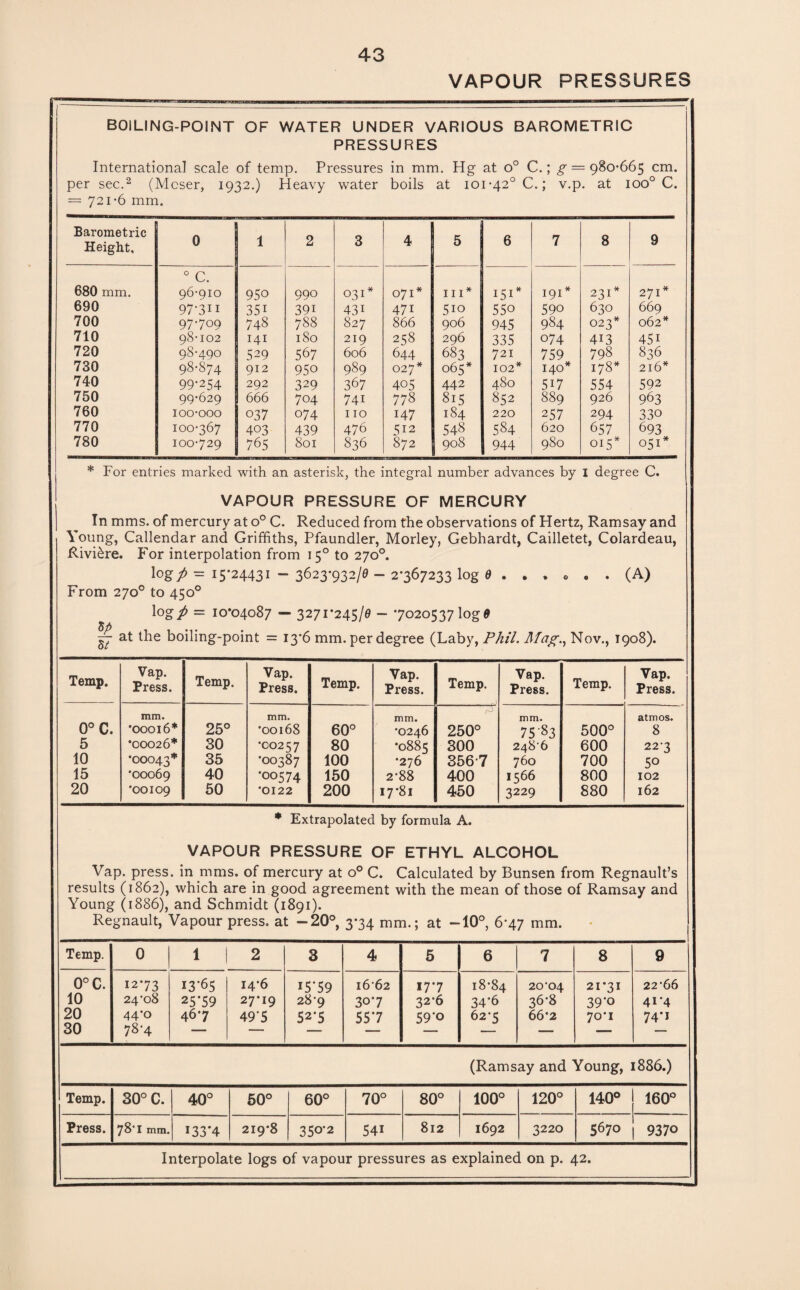 43
VAPOUR PRESSURES
BOILING-POINT OF WATER UNDER VARIOUS BAROMETRIC
PRESSURES
International scale of temp. Pressures in mm. Hg at 0° C.; g = 980·665 cm.
per sec.² (Moser, 1932.) Heavy water boils at 101·42° C.; v.p. at 100° C.
= 721·6 mm.
Barometric Height. 0 1 2 3 4 5 6 7 8 9
° C.
680 mm. 96·910 950 990 031* 071* 111* 151* 191* 231* 271*
690 97·311 351 391 431 471 510 550 590 630 669
700 97·709 748 788 827 866 906 945 984 023* 062*
710 98·102 141 180 219 258 296 335 074 413 451
720 98·490 529 567 606 644 683 721 759 798 836
730 98·874 912 950 989 027* 065* 102* 140* 178* 216*
740 99·254 292 329 367 405 442 480 517 554 592
750 99·629 666 704 741 778 815 852 889 926 963
760 100·000 037 074 110 147 184 220 257 294 330
770 100·367 403 439 476 512 548 584 620 657 693
780 100·729 765 801 836 872 908 944 980 015* 051*
* For entries marked with an asterisk, the integral number advances by 1 degree C.
VAPOUR PRESSURE OF MERCURY
In mms. of mercury at 0° C. Reduced from the observations of Hertz, Ramsay and
Young, Callendar and Griffiths, Pfaundler, Morley, Gebhardt, Cailletet, Colardeau,
Rivière. For interpolation from 15° to 270°.
log p = 15·24431 − 3623·932/θ − 2·367233 log θ . . . . . . (A)
From 270° to 450°
log p = 10·04087 − 3271·245/θ − ·7020537 log θ
δp/δt at the boiling-point = 13·6 mm. per degree (Laby, Phil. Mag., Nov., 1908).
Temp. Vap. Press. Temp. Vap. Press. Temp. Vap. Press. Temp. Vap. Press. Temp. Vap. Press.
mm. mm. mm. mm. atmos.
0° C. ·00016* 25° ·00168 60° ·0246 250° 75·83 500° 8
5 ·00026* 30 ·00257 80 ·0885 300 248·6 600 22·3
10 ·00043* 35 ·00387 100 ·276 356·7 760 700 50
15 ·00069 40 ·00574 150 2·88 400 1566 800 102
20 ·00109 50 ·0122 200 17·81 450 3229 880 162
* Extrapolated by formula A.
VAPOUR PRESSURE OF ETHYL ALCOHOL
Vap. press. in mms. of mercury at 0° C. Calculated by Bunsen from Regnault's
results (1862), which are in good agreement with the mean of those of Ramsay and
Young (1886), and Schmidt (1891).
Regnault, Vapour press. at −20°, 3·34 mm.; at −10°, 6·47 mm.
Temp. 0 1 2 3 4 5 6 7 8 9
0° C. 12·73 13·65 14·6 15·59 16·62 17·7 18·84 20·04 21·31 22·66
10 24·08 25·59 27·19 28·9 30·7 32·6 34·6 36·8 39·0 41·4
20 44·0 46·7 49·5 52·5 55·7 59·0 62·5 66·2 70·1 74·1
30 78·4 — — — — — — — — —
(Ramsay and Young, 1886.)
Temp. 30° C. 40° 50° 60° 70° 80° 100° 120° 140° 160°
Press. 78·1 mm. 133·4 219·8 350·2 541 812 1692 3220 5670 9370
Interpolate logs of vapour pressures as explained on p. 42.